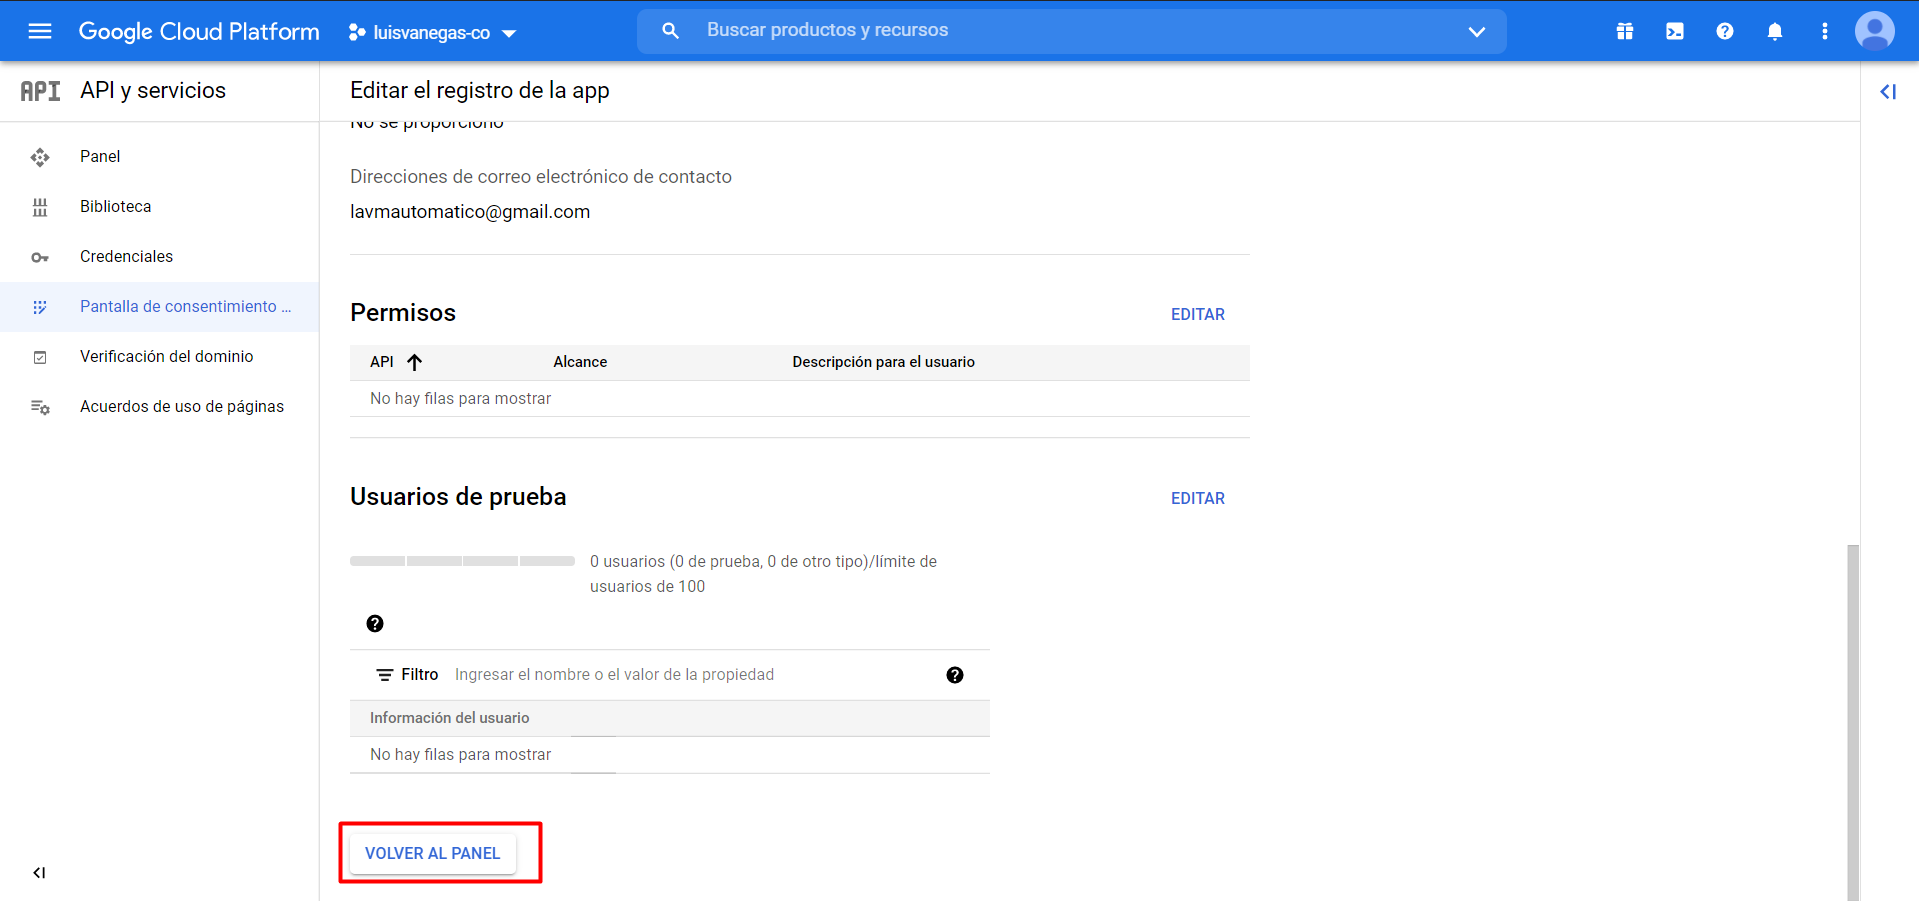 Google Cloud Platform
luisvanegas-co
Buscar productos y recursos
API
API y servicios
Editar el registro de la app
Panel
Biblioteca
Credenciales
Pantalla de consentimiento ...
Verificación del dominio
Acuerdos de uso de páginas
No se proporcionó
Direcciones de correo electrónico de contacto
lavmautomatico@gmail.com
Permisos
EDITAR
API Alcance Descripción para el usuario
No hay filas para mostrar
Usuarios de prueba
EDITAR
0 usuarios (0 de prueba, 0 de otro tipo)/límite de
usuarios de 100
Filtro Ingresar el nombre o el valor de la propiedad
Información del usuario
No hay filas para mostrar
VOLVER AL PANEL